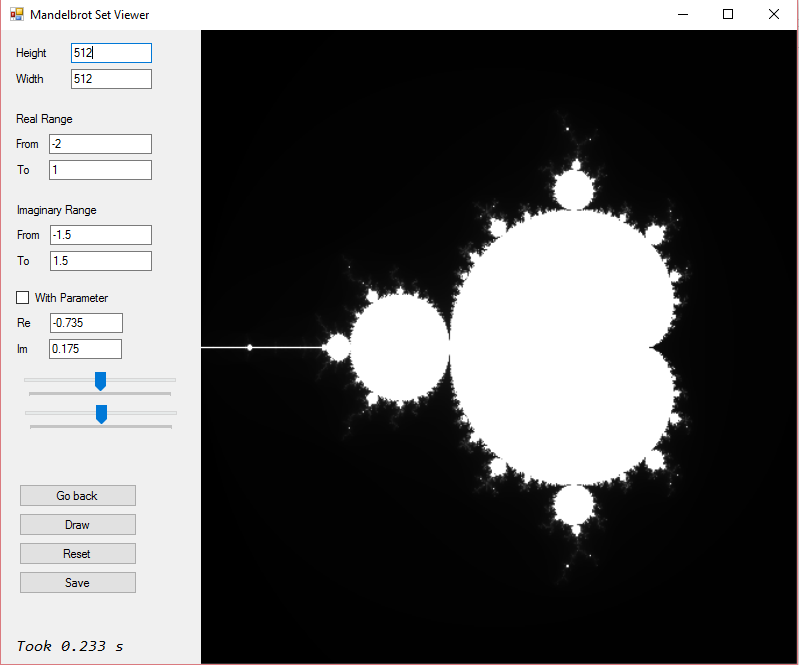 Mandelbrot Set Viewer
Height 512
Width 512
Real Range
From -2
To 1
Imaginary Range
From -1.5
To 1.5
With Parameter
Re -0.735
Im 0.175
Go back
Draw
Reset
Save
Took 0.233 s